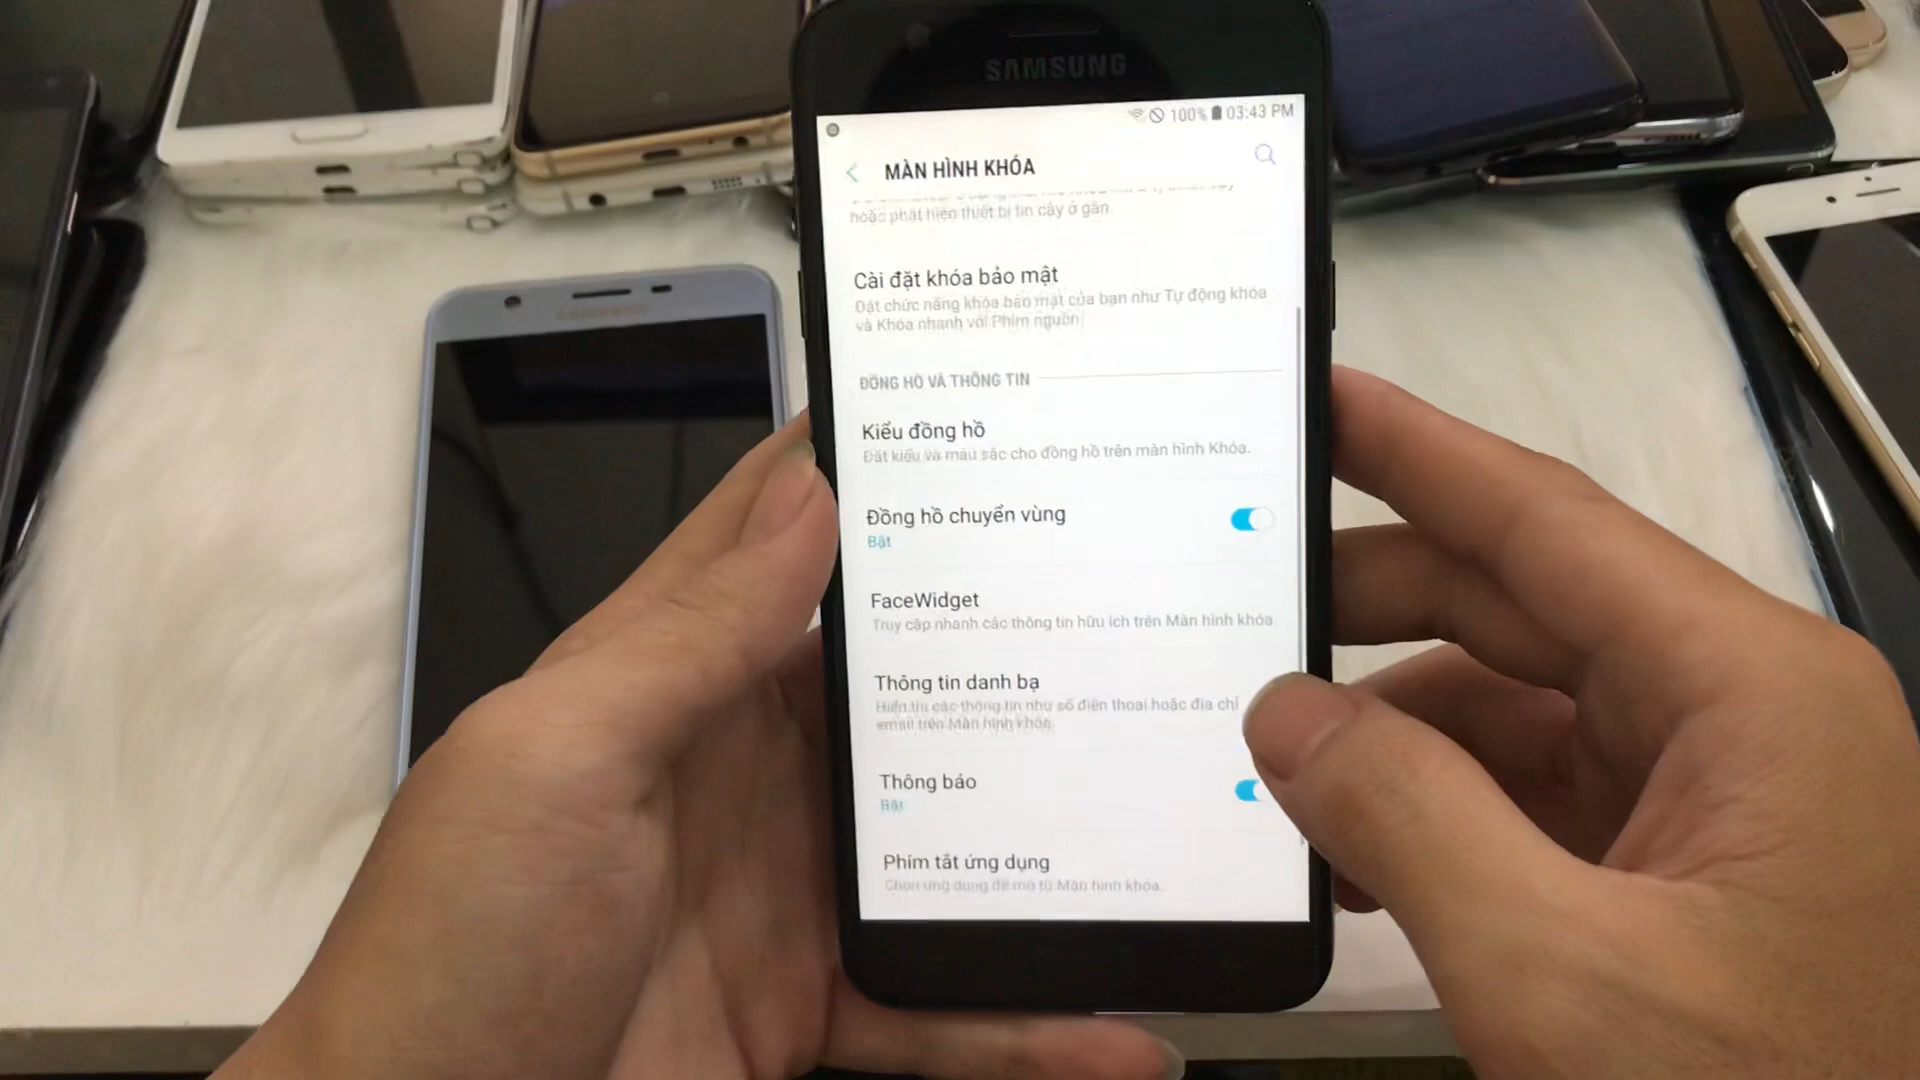 SAMSUNG
100% 03:43 PM
MÀN HÌNH KHÓA
hoặc phát hiện thiết bị tin cậy ở gần.
Cài đặt khóa bảo mật
Đặt chức năng khóa bảo mật của bạn như Tự động khóa
và Khóa nhanh với Phím nguồn.
ĐỒNG HỒ VÀ THÔNG TIN
Kiểu đồng hồ
Đặt kiểu và màu sắc cho đồng hồ trên màn hình Khóa.
Đồng hồ chuyển vùng
Bật
FaceWidget
Truy cập nhanh các thông tin hữu ích trên Màn hình khóa.
Thông tin danh bạ
Hiển thị các thông tin như số điện thoại hoặc địa chỉ
email trên Màn hình khóa.
Thông báo
Bật
Phím tắt ứng dụng
Chọn ứng dụng để mở từ Màn hình khóa.